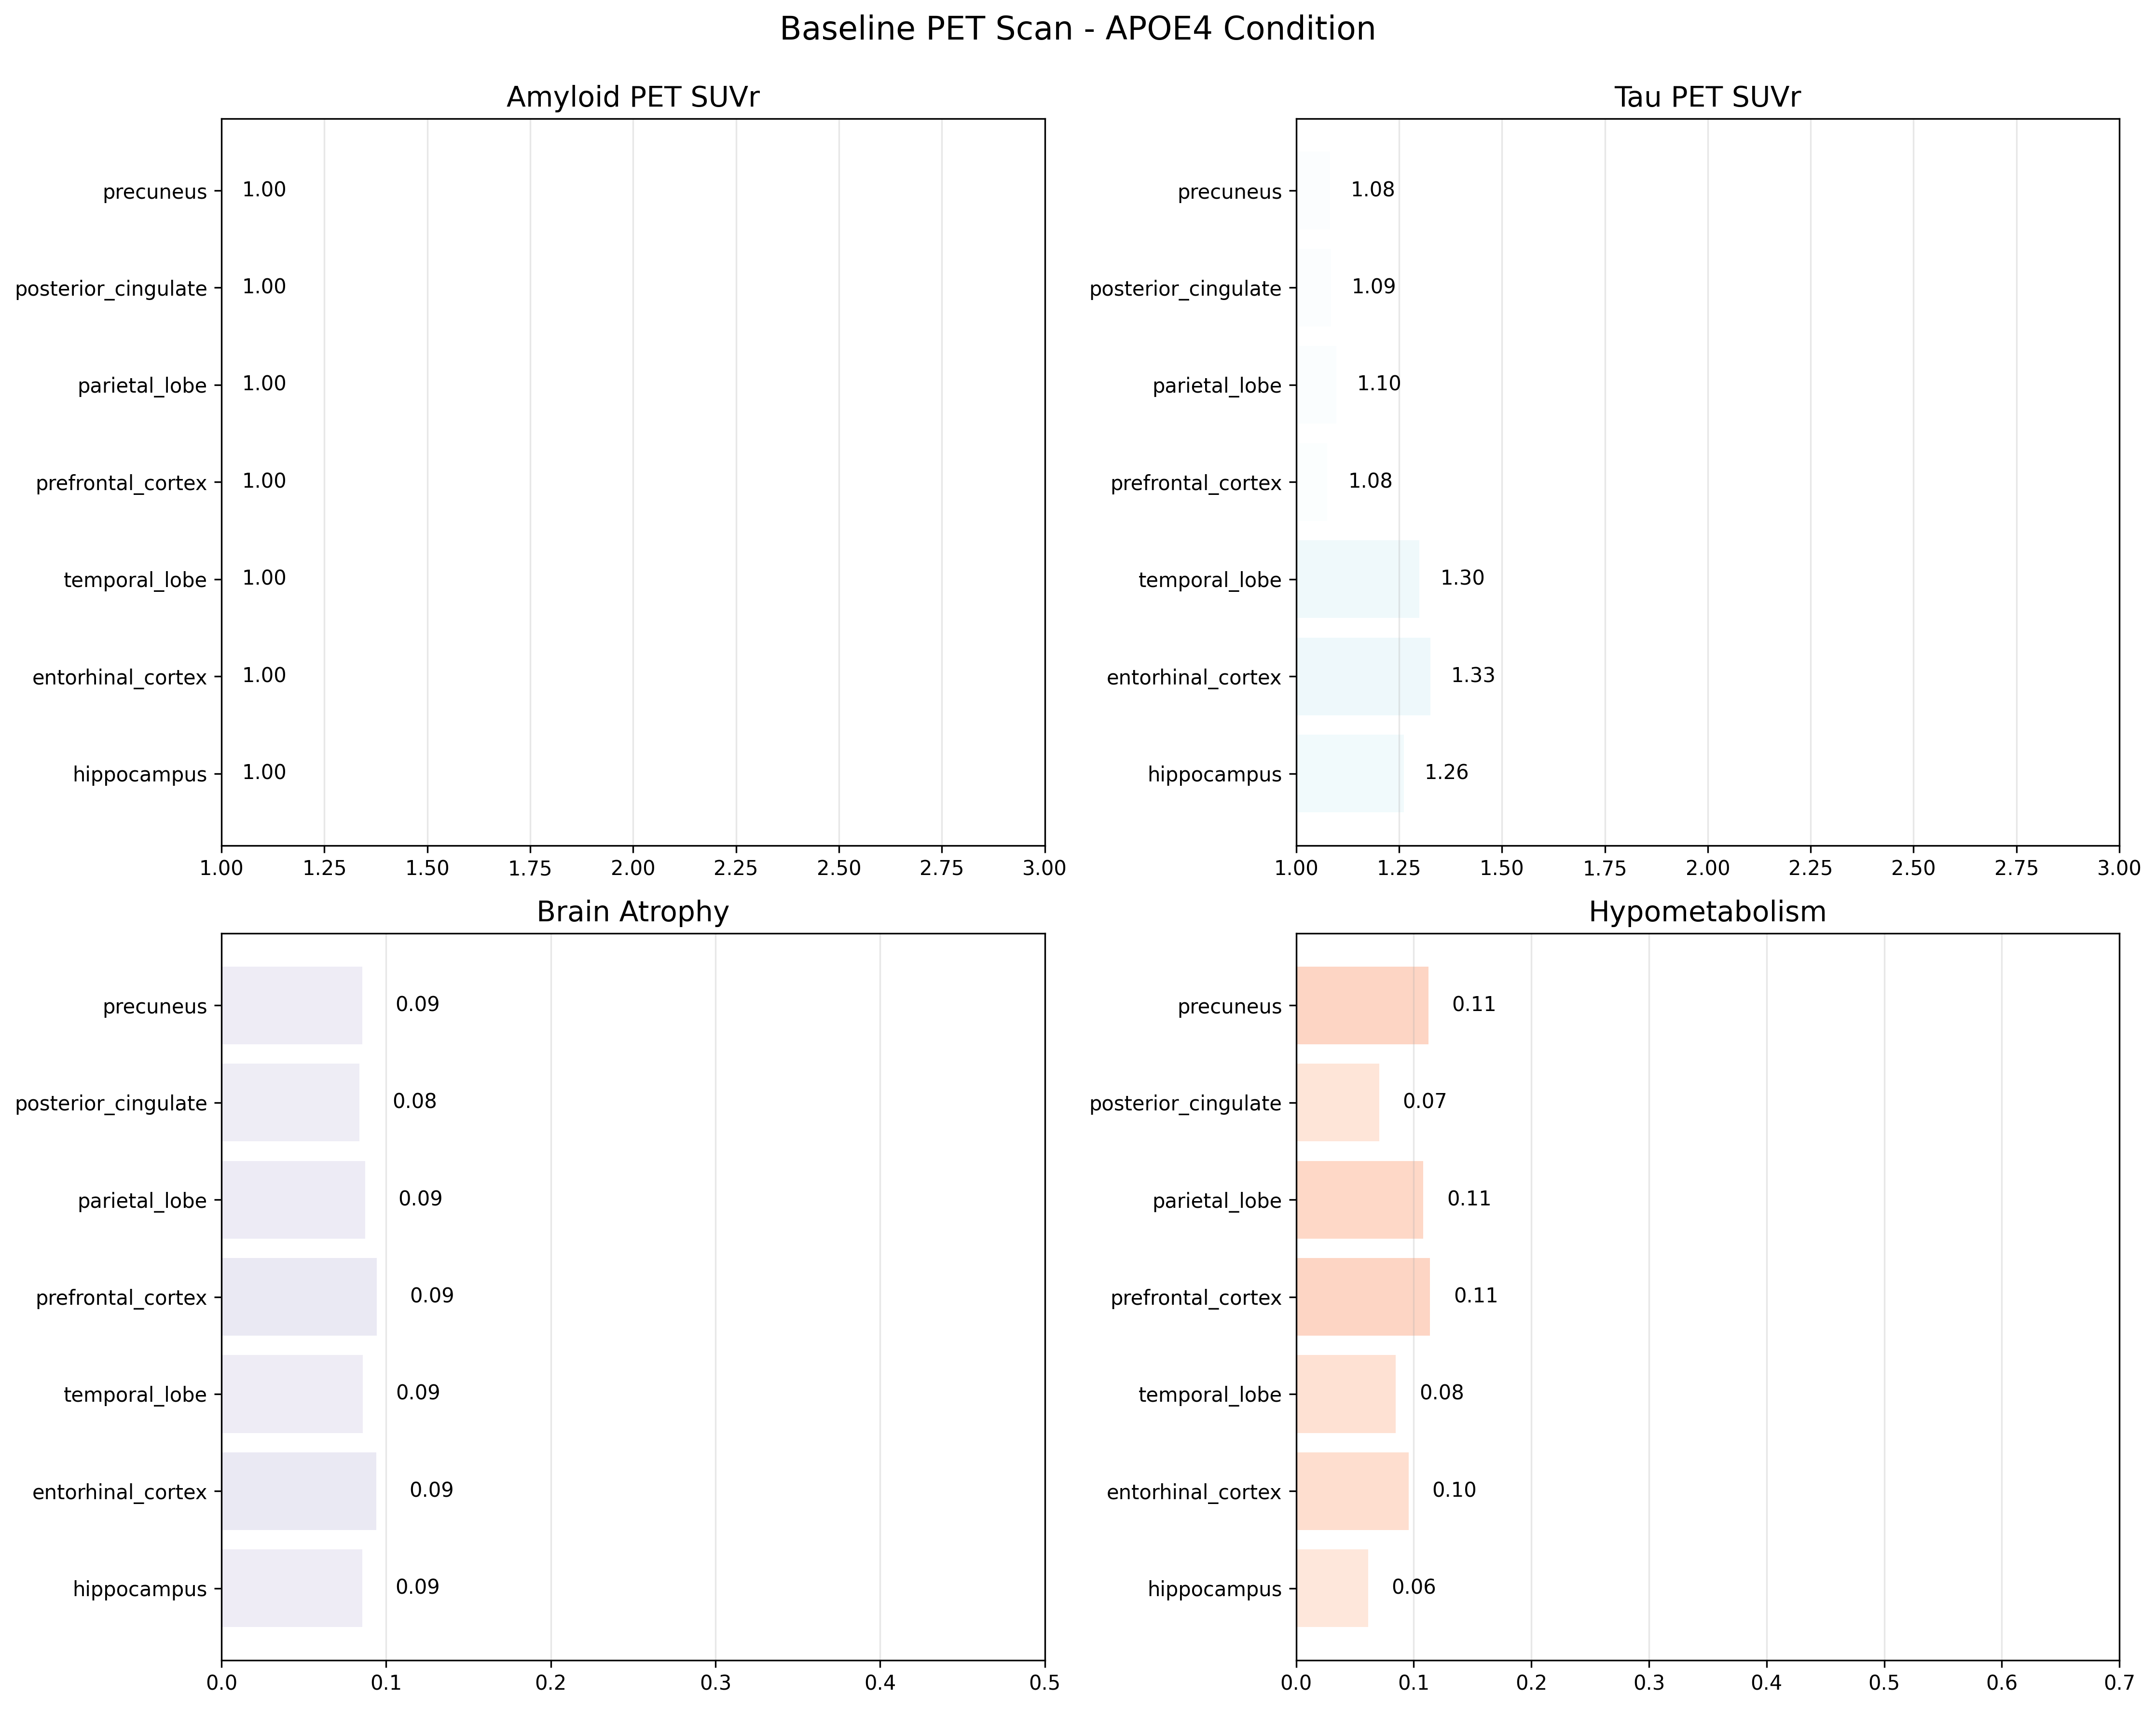 Baseline PET Scan - APOE4 Condition
Amyloid PET SUVr
precuneus 1.00
posterior_cingulate 1.00
parietal_lobe 1.00
prefrontal_cortex 1.00
temporal_lobe 1.00
entorhinal_cortex 1.00
hippocampus 1.00
1.00 1.25 1.50 1.75 2.00 2.25 2.50 2.75 3.00
Tau PET SUVr
precuneus 1.08
posterior_cingulate 1.09
parietal_lobe 1.10
prefrontal_cortex 1.08
temporal_lobe 1.30
entorhinal_cortex 1.33
hippocampus 1.26
1.00 1.25 1.50 1.75 2.00 2.25 2.50 2.75 3.00
Brain Atrophy
precuneus 0.09
posterior_cingulate 0.08
parietal_lobe 0.09
prefrontal_cortex 0.09
temporal_lobe 0.09
entorhinal_cortex 0.09
hippocampus 0.09
0.0 0.1 0.2 0.3 0.4 0.5
Hypometabolism
precuneus 0.11
posterior_cingulate 0.07
parietal_lobe 0.11
prefrontal_cortex 0.11
temporal_lobe 0.08
entorhinal_cortex 0.10
hippocampus 0.06
0.0 0.1 0.2 0.3 0.4 0.5 0.6 0.7